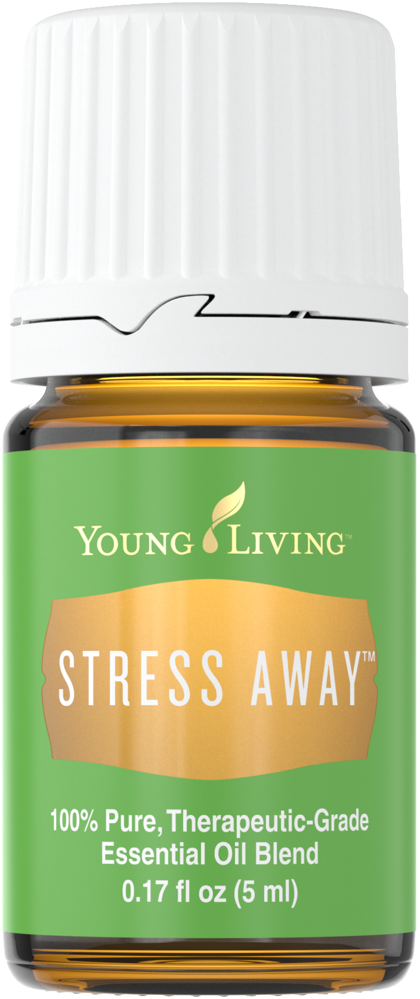 YOUNG LIVING™
STRESS AWAY™
100% Pure, Therapeutic-Grade
Essential Oil Blend
0.17 fl oz (5 ml)